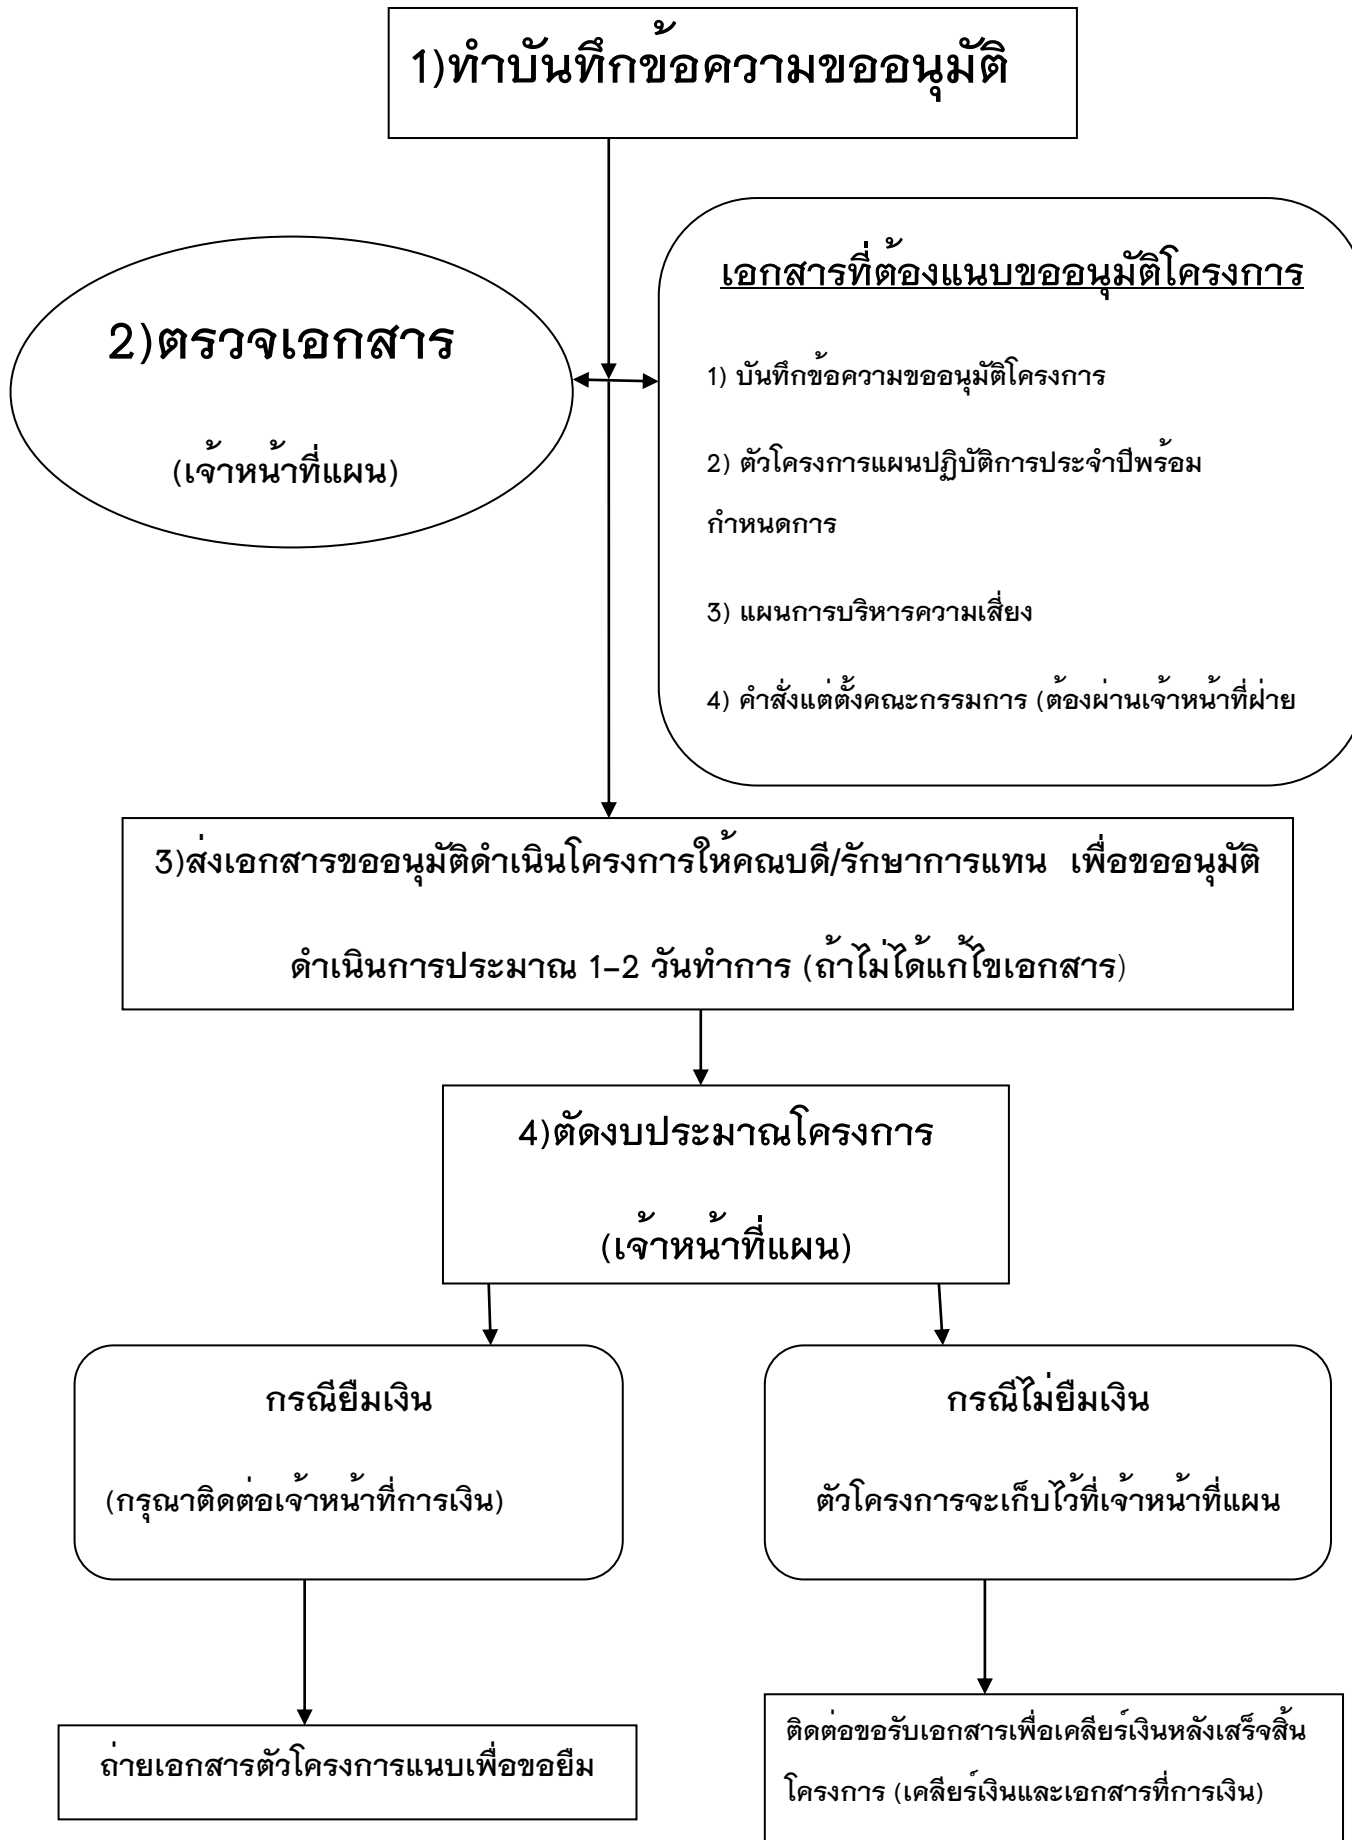 1)ทำบันทึกข้อความขออนุมัติ
2)ตรวจเอกสาร
(เจ้าหน้าที่แผน)
เอกสารที่ต้องแนบขออนุมัติโครงการ
1) บันทึกข้อความขออนุมัติโครงการ
2) ตัวโครงการแผนปฏิบัติการประจำปีพร้อม
กำหนดการ
3) แผนการบริหารความเสี่ยง
4) คำสั่งแต่ตั้งคณะกรรมการ (ต้องผ่านเจ้าหน้าที่ฝ่าย
3)ส่งเอกสารขออนุมัติดำเนินโครงการให้คณบดี/รักษาการแทน เพื่อขออนุมัติ
ดำเนินการประมาณ 1-2 วันทำการ (ถ้าไม่ได้แก้ไขเอกสาร)
4)ตัดงบประมาณโครงการ
(เจ้าหน้าที่แผน)
กรณียืมเงิน
(กรุณาติดต่อเจ้าหน้าที่การเงิน)
กรณีไม่ยืมเงิน
ตัวโครงการจะเก็บไว้ที่เจ้าหน้าที่แผน
ถ่ายเอกสารตัวโครงการแนบเพื่อขอยืม
ติดต่อขอรับเอกสารเพื่อเคลียร์เงินหลังเสร็จสิ้น
โครงการ (เคลียร์เงินและเอกสารที่การเงิน)